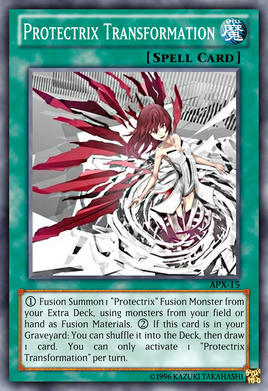 Protectrix Transformation
魔
[Spell Card]
APX-15
① Fusion Summon 1 "Protectrix" Fusion Monster from
your Extra Deck, using monsters from your field or
hand as Fusion Materials. ② If this card is in your
Graveyard: You can shuffle it into the Deck, then draw
1 card. You can only activate 1 "Protectrix
Transformation" per turn.
©1996 KAZUKI TAKAHASHI